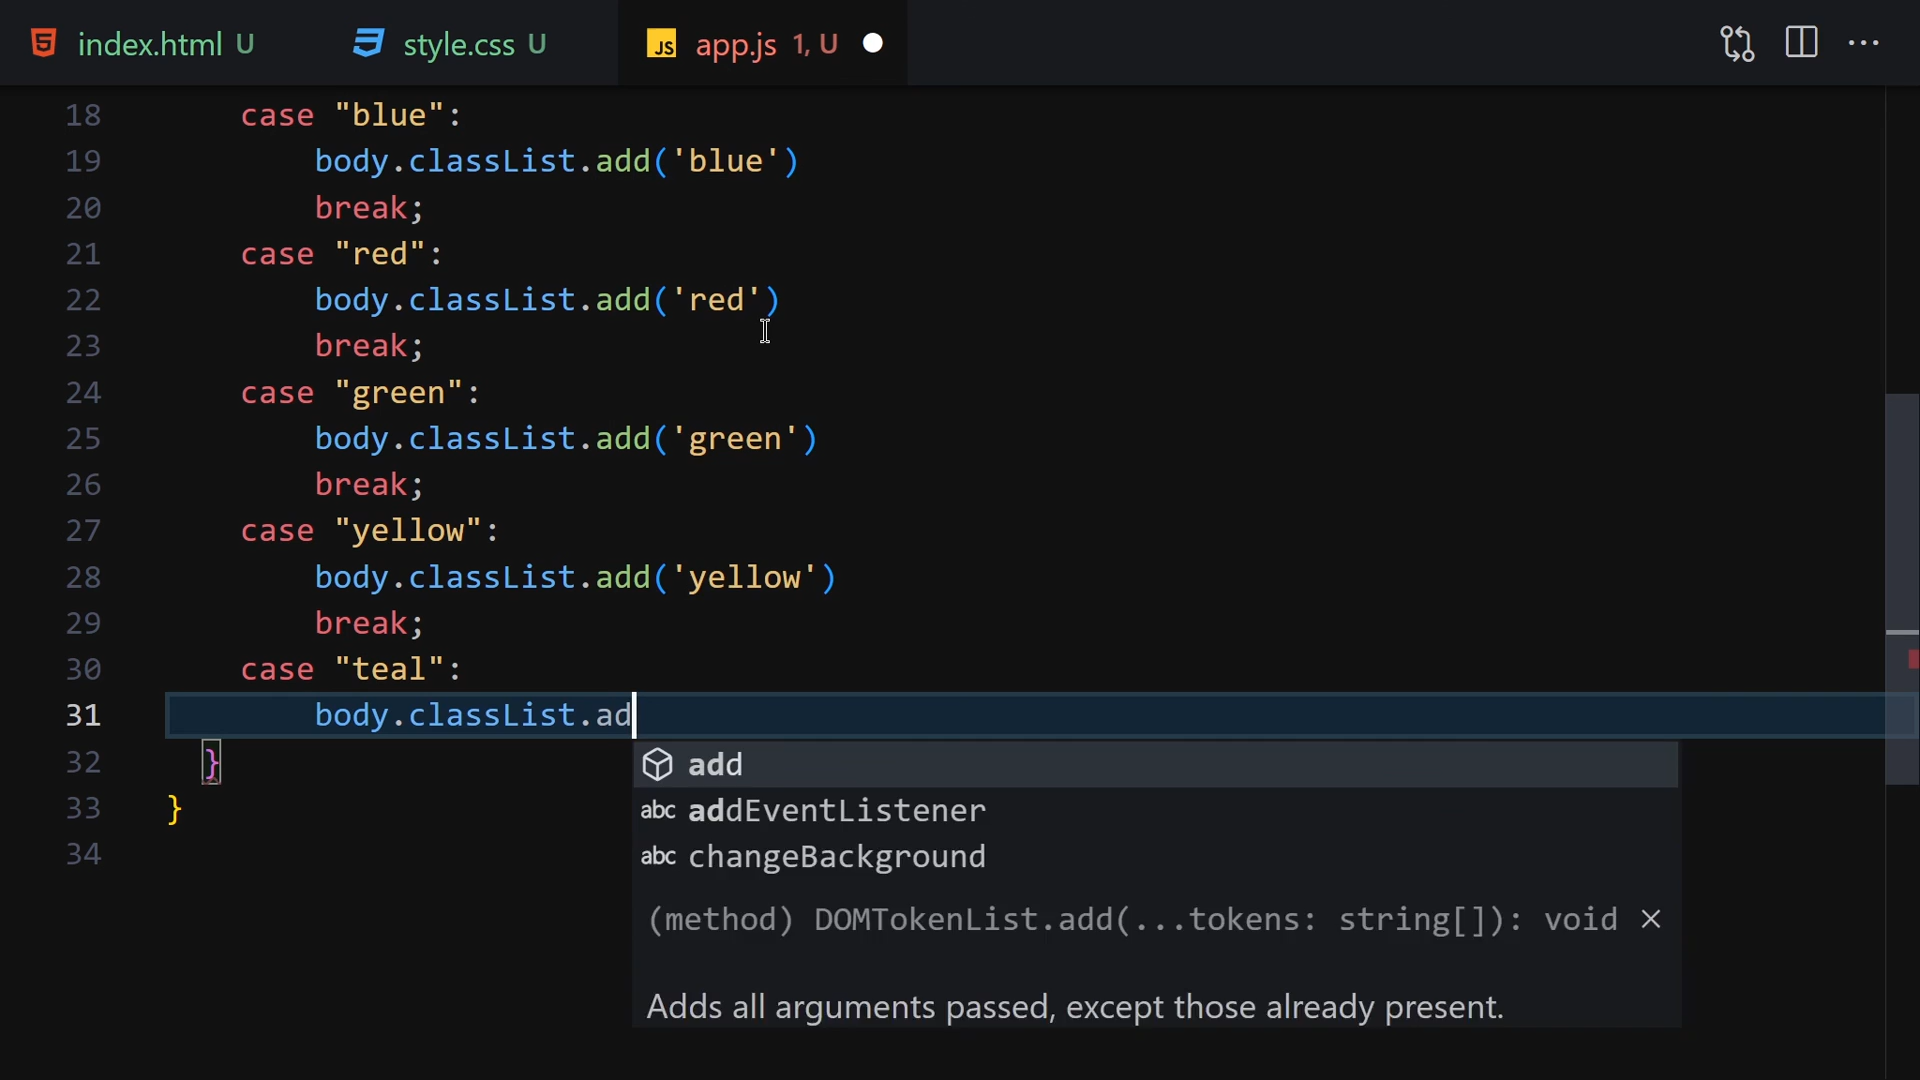 index.html U style.css U app.js 1, U
18 case "blue":
19 body.classList.add('blue')
20 break;
21 case "red":
22 body.classList.add('red')
23 break;
24 case "green":
25 body.classList.add('green')
26 break;
27 case "yellow":
28 body.classList.add('yellow')
29 break;
30 case "teal":
31 body.classList.ad
32 }
33 }
34
add
abc addEventListener
abc changeBackground
(method) DOMTokenList.add(...tokens: string[]): void
Adds all arguments passed, except those already present.